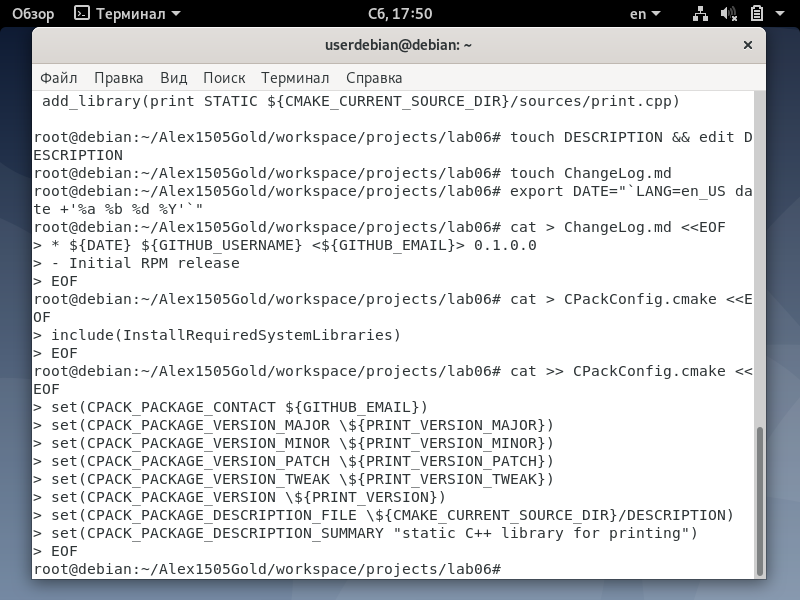 Обзор Терминал Сб, 17:50 en
userdebian@debian: ~ ×
Файл Правка Вид Поиск Терминал Справка
add_library(print STATIC ${CMAKE_CURRENT_SOURCE_DIR}/sources/print.cpp)
root@debian:~/Alex1505Gold/workspace/projects/lab06# touch DESCRIPTION && edit D
ESCRIPTION
root@debian:~/Alex1505Gold/workspace/projects/lab06# touch ChangeLog.md
root@debian:~/Alex1505Gold/workspace/projects/lab06# export DATE="`LANG=en_US da
te +'%a %b %d %Y'`"
root@debian:~/Alex1505Gold/workspace/projects/lab06# cat > ChangeLog.md <<EOF
> * ${DATE} ${GITHUB_USERNAME} <${GITHUB_EMAIL}> 0.1.0.0
> - Initial RPM release
> EOF
root@debian:~/Alex1505Gold/workspace/projects/lab06# cat > CPackConfig.cmake <<E
OF
> include(InstallRequiredSystemLibraries)
> EOF
root@debian:~/Alex1505Gold/workspace/projects/lab06# cat >> CPackConfig.cmake <<
EOF
> set(CPACK_PACKAGE_CONTACT ${GITHUB_EMAIL})
> set(CPACK_PACKAGE_VERSION_MAJOR \${PRINT_VERSION_MAJOR})
> set(CPACK_PACKAGE_VERSION_MINOR \${PRINT_VERSION_MINOR})
> set(CPACK_PACKAGE_VERSION_PATCH \${PRINT_VERSION_PATCH})
> set(CPACK_PACKAGE_VERSION_TWEAK \${PRINT_VERSION_TWEAK})
> set(CPACK_PACKAGE_VERSION \${PRINT_VERSION})
> set(CPACK_PACKAGE_DESCRIPTION_FILE \${CMAKE_CURRENT_SOURCE_DIR}/DESCRIPTION)
> set(CPACK_PACKAGE_DESCRIPTION_SUMMARY "static C++ library for printing")
> EOF
root@debian:~/Alex1505Gold/workspace/projects/lab06#